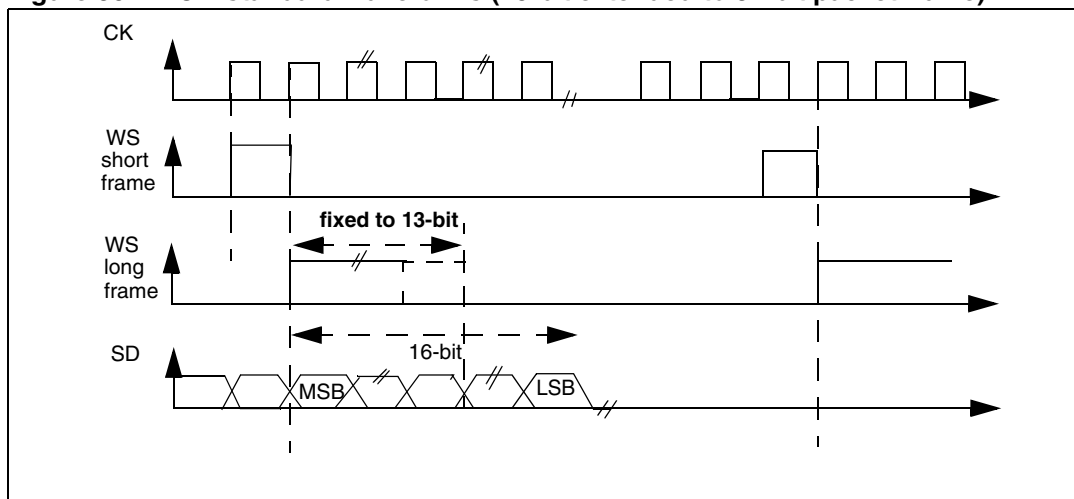 CK
WS
short
frame
fixed to 13-bit
WS
long
frame
16-bit
SD
MSB
LSB